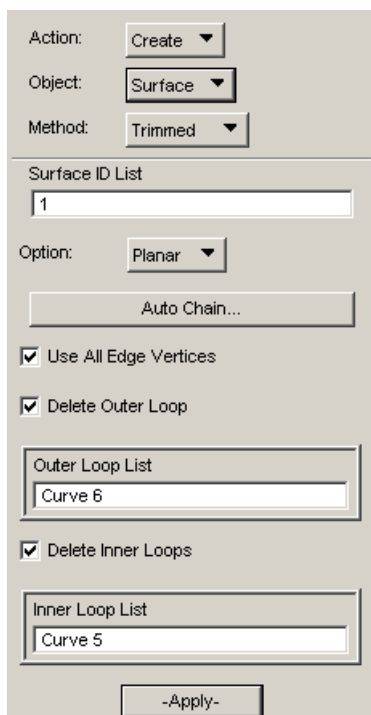 Action: Create
Object: Surface
Method: Trimmed
Surface ID List
1
Option: Planar
Auto Chain...
Use All Edge Vertices
Delete Outer Loop
Outer Loop List
Curve 6
Delete Inner Loops
Inner Loop List
Curve 5
-Apply-